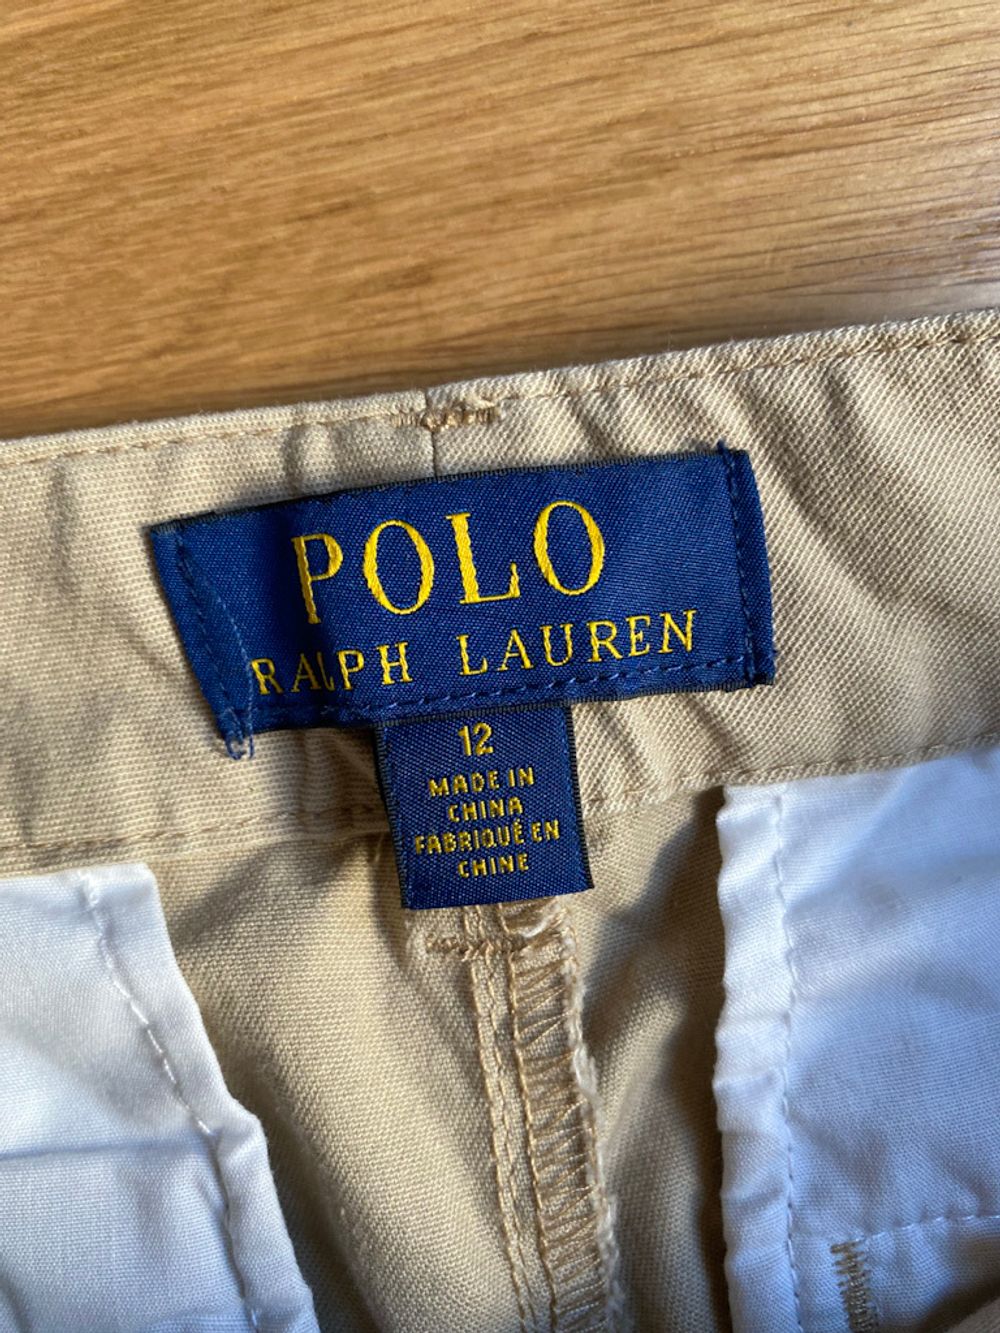 POLO
RALPH LAUREN
12
MADE IN
CHINA
FABRIQUÉ EN
CHINE